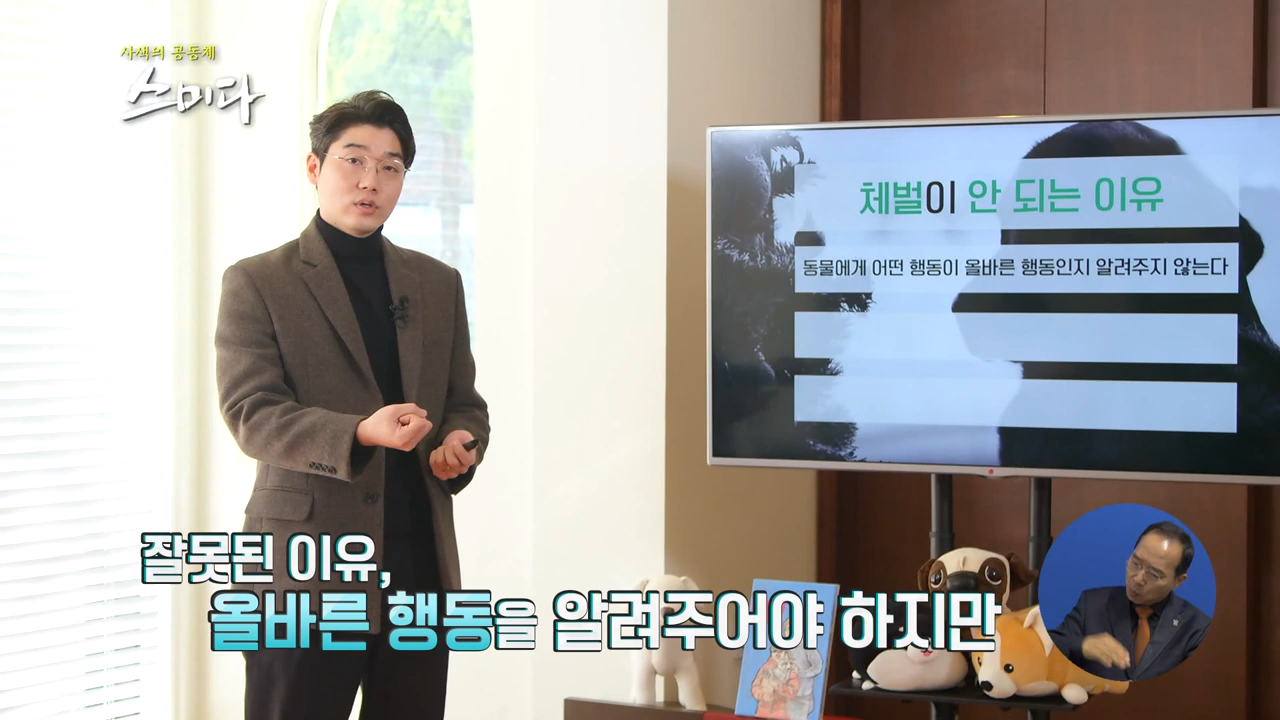 사색의 공동체
스미다
체벌이 안 되는 이유
동물에게 어떤 행동이 올바른 행동인지 알려주지 않는다
잘못된 이유,
올바른 행동을 알려주어야 하지만